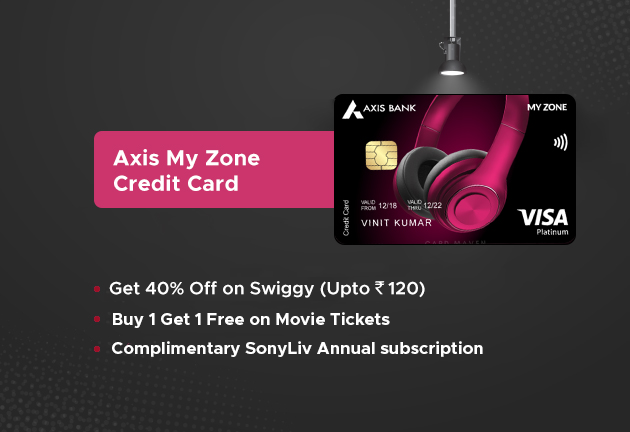 AXIS BANK
MY ZONE
Axis My Zone
Credit Card
VALID FROM 12/18 VALID THRU 12/22
VINIT KUMAR
Credit Card
VISA
Platinum
Get 40% Off on Swiggy (Upto ₹ 120)
Buy 1 Get 1 Free on Movie Tickets
Complimentary SonyLiv Annual subscription